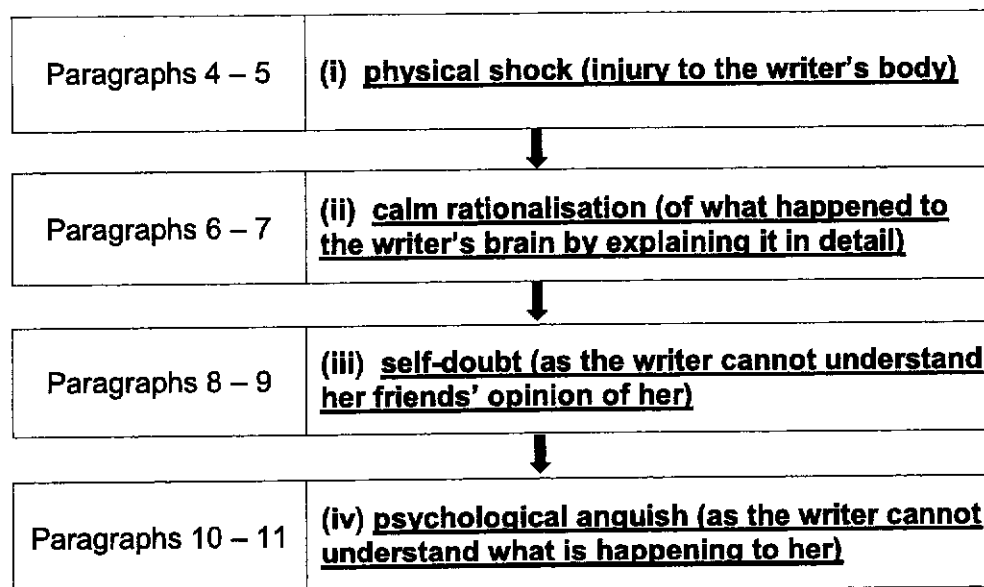 Paragraphs 4 – 5
(i) physical shock (injury to the writer's body)
Paragraphs 6 – 7
(ii) calm rationalisation (of what happened to
the writer's brain by explaining it in detail)
Paragraphs 8 – 9
(iii) self-doubt (as the writer cannot understand
her friends' opinion of her)
Paragraphs 10 – 11
(iv) psychological anguish (as the writer cannot
understand what is happening to her)